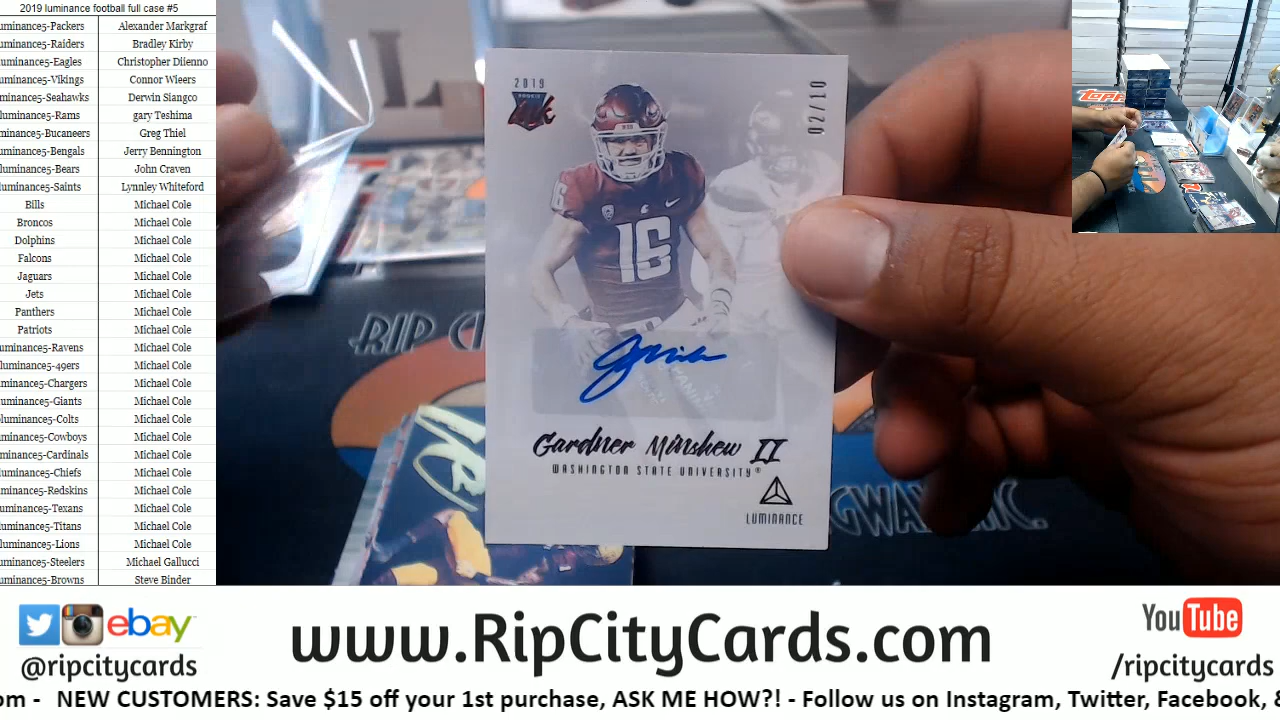 2019 luminance football full case #5
uminance5-Packers Alexander Markgraf
uminance5-Raiders Bradley Kirby
uminance5-Eagles Christopher Diienno
uminance5-Vikings Connor Wieers
minance5-Seahawks Derwin Siangco
luminance5-Rams gary Teshima
minance5-Bucaneers Greg Thiel
minance5-Bengals Jerry Bennington
luminance5-Bears John Craven
luminance5-Saints Lynnley Whiteford
Bills Michael Cole
Broncos Michael Cole
Dolphins Michael Cole
Falcons Michael Cole
Jaguars Michael Cole
Jets Michael Cole
Panthers Michael Cole
Patriots Michael Cole
uminance5-Ravens Michael Cole
luminance5-49ers Michael Cole
minance5-Chargers Michael Cole
luminance5-Giants Michael Cole
luminance5-Colts Michael Cole
minance5-Cowboys Michael Cole
minance5-Cardinals Michael Cole
uminance5-Chiefs Michael Cole
minance5-Redskins Michael Cole
uminance5-Texans Michael Cole
uminance5-Titans Michael Cole
luminance5-Lions Michael Cole
uminance5-Steelers Michael Gallucci
uminance5-Browns Steve Binder
2019
ROOKIE
02/10
16
16
Gardner Minshew II
WASHINGTON STATE UNIVERSITY®
LUMINANCE
RIP CI
GWAX INC.
TOPPS
ebay
@ripcitycards
www.RipCityCards.com
YouTube
/ripcitycards
om - NEW CUSTOMERS: Save $15 off your 1st purchase, ASK ME HOW?! - Follow us on Instagram, Twitter, Facebook, &